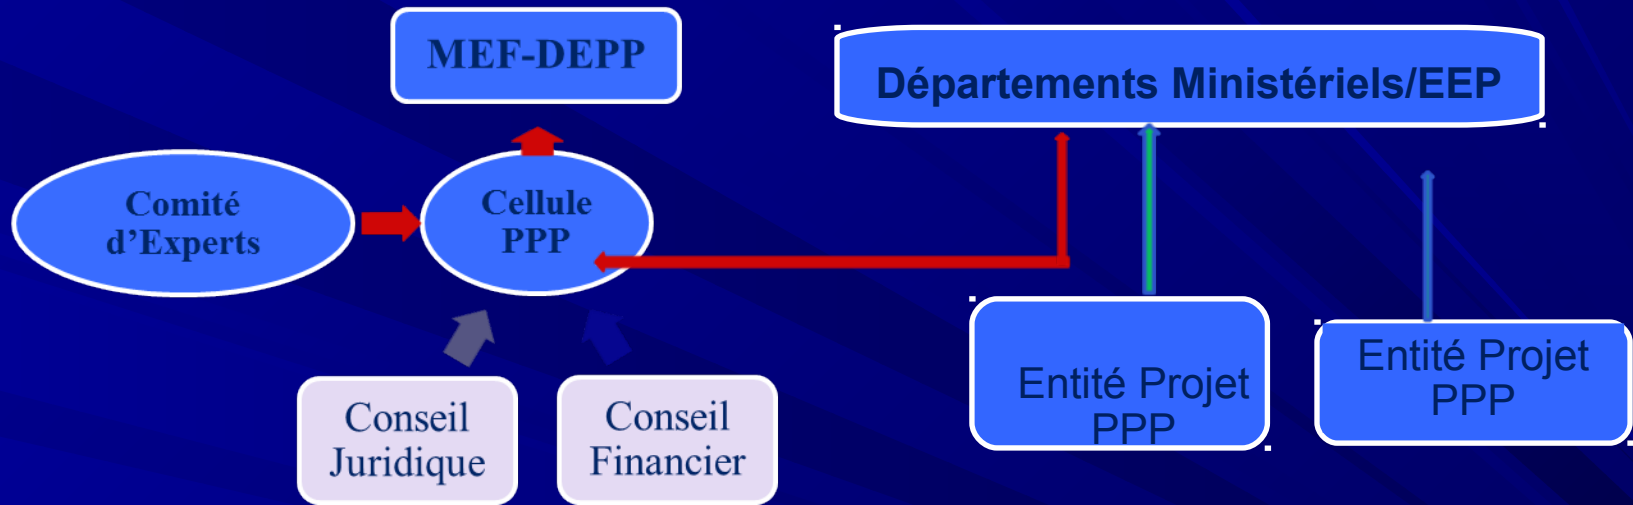 MEF-DEPP
Départements Ministériels/EEP
Comité
d’Experts
Cellule
PPP
Conseil
Juridique
Conseil
Financier
Entité Projet
PPP
Entité Projet
PPP